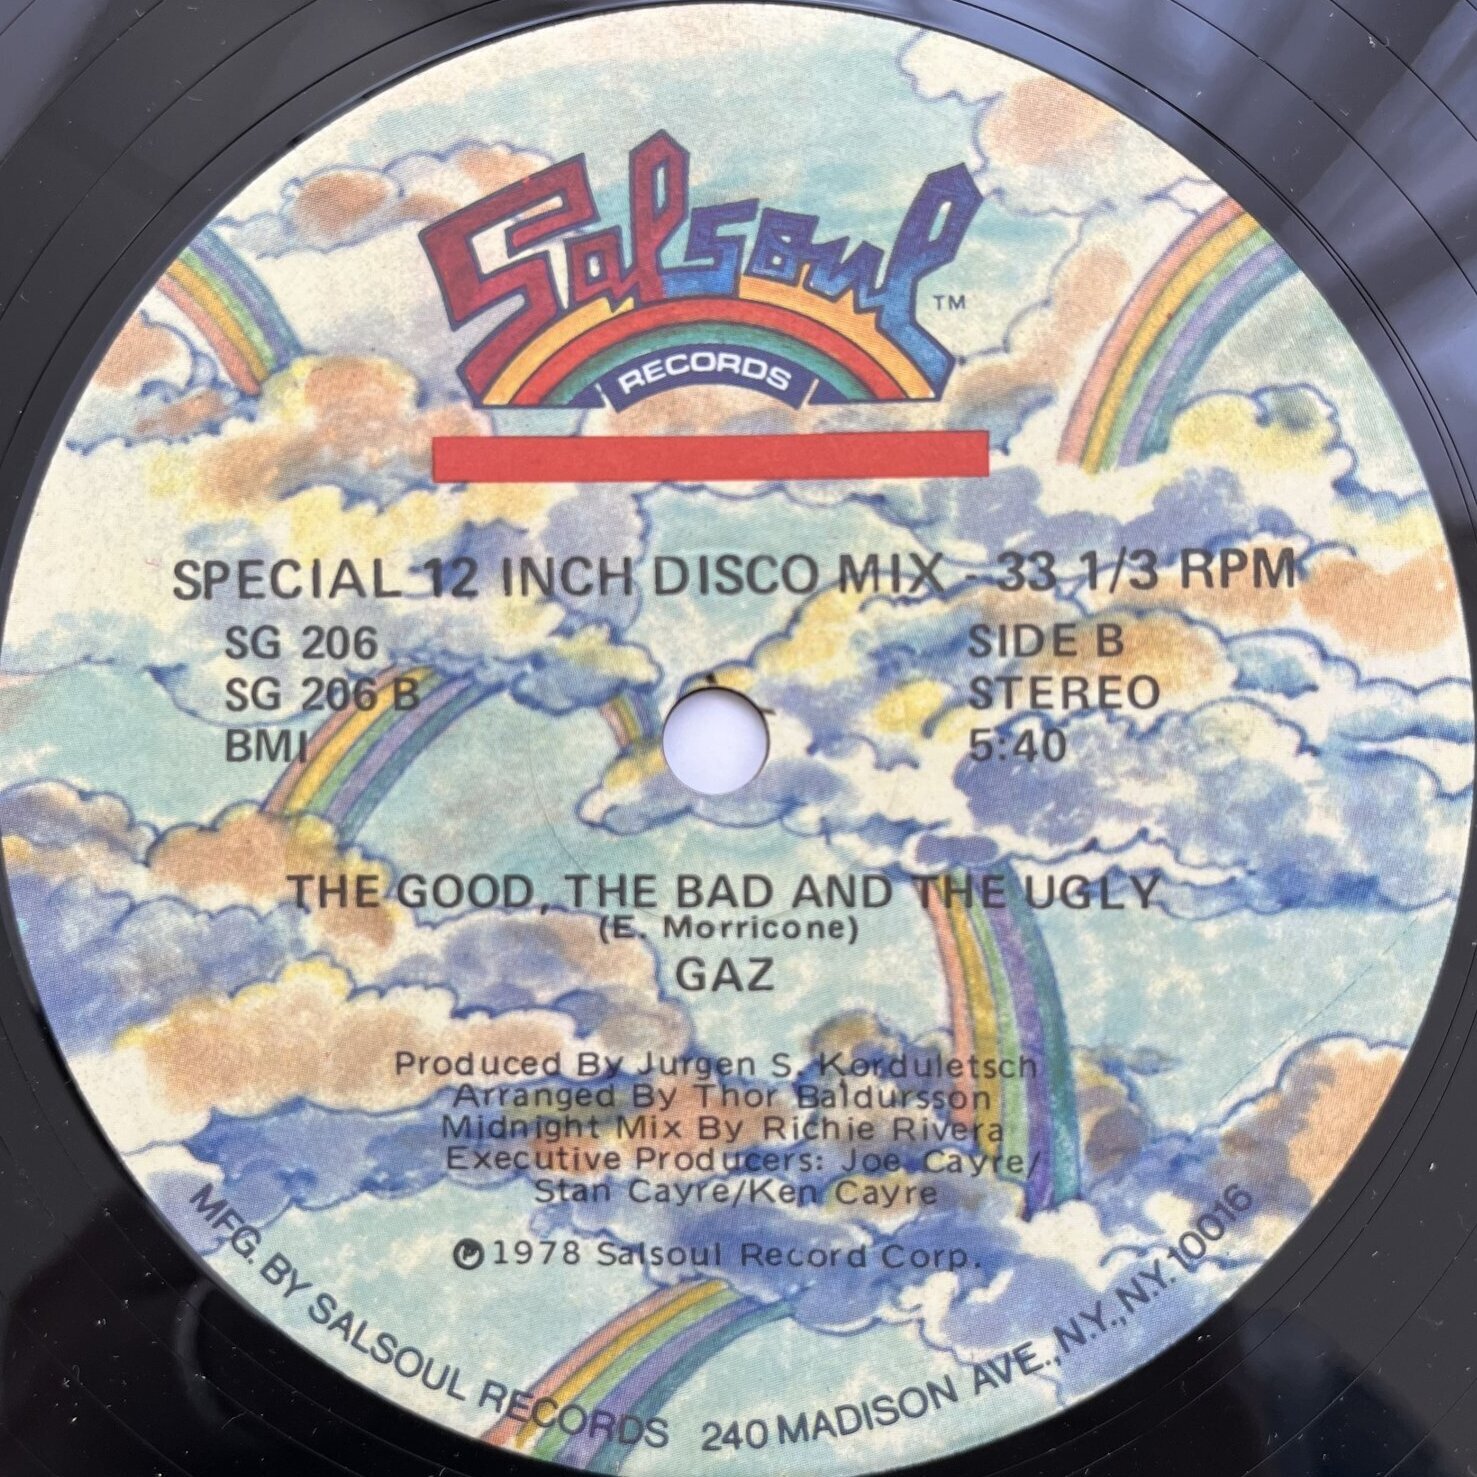 Salsoul TM
RECORDS
SPECIAL 12 INCH DISCO MIX - 33 1/3 RPM
SG 206 SIDE B
SG 206 B STEREO
BMI 5:40
THE GOOD, THE BAD AND THE UGLY
(E. Morricone)
GAZ
Produced By Jurgen S. Korduletsch
Arranged By Thor Baldursson
Midnight Mix By Richie Rivera
Executive Producers: Joe Cayre/
Stan Cayre/Ken Cayre
℗ 1978 Salsoul Record Corp.
MFG. BY SALSOUL RECORDS 240 MADISON AVE., N.Y., N.Y. 10016